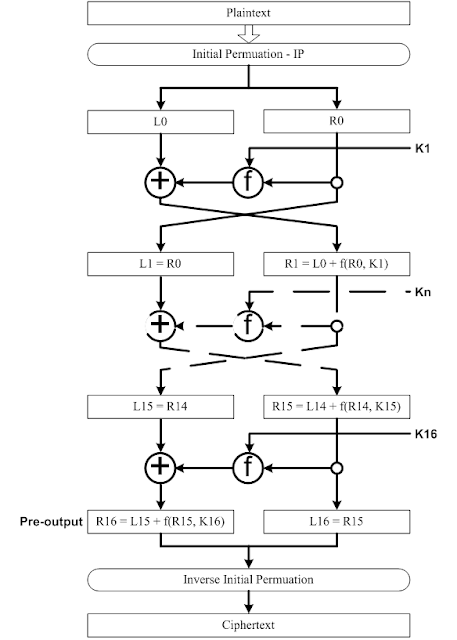 Plaintext
Initial Permuation - IP
L0
R0
K1
+
f
L1 = R0
R1 = L0 + f(R0, K1)
Kn
+
f
L15 = R14
R15 = L14 + f(R14, K15)
K16
+
f
Pre-output
R16 = L15 + f(R15, K16)
L16 = R15
Inverse Initial Permuation
Ciphertext